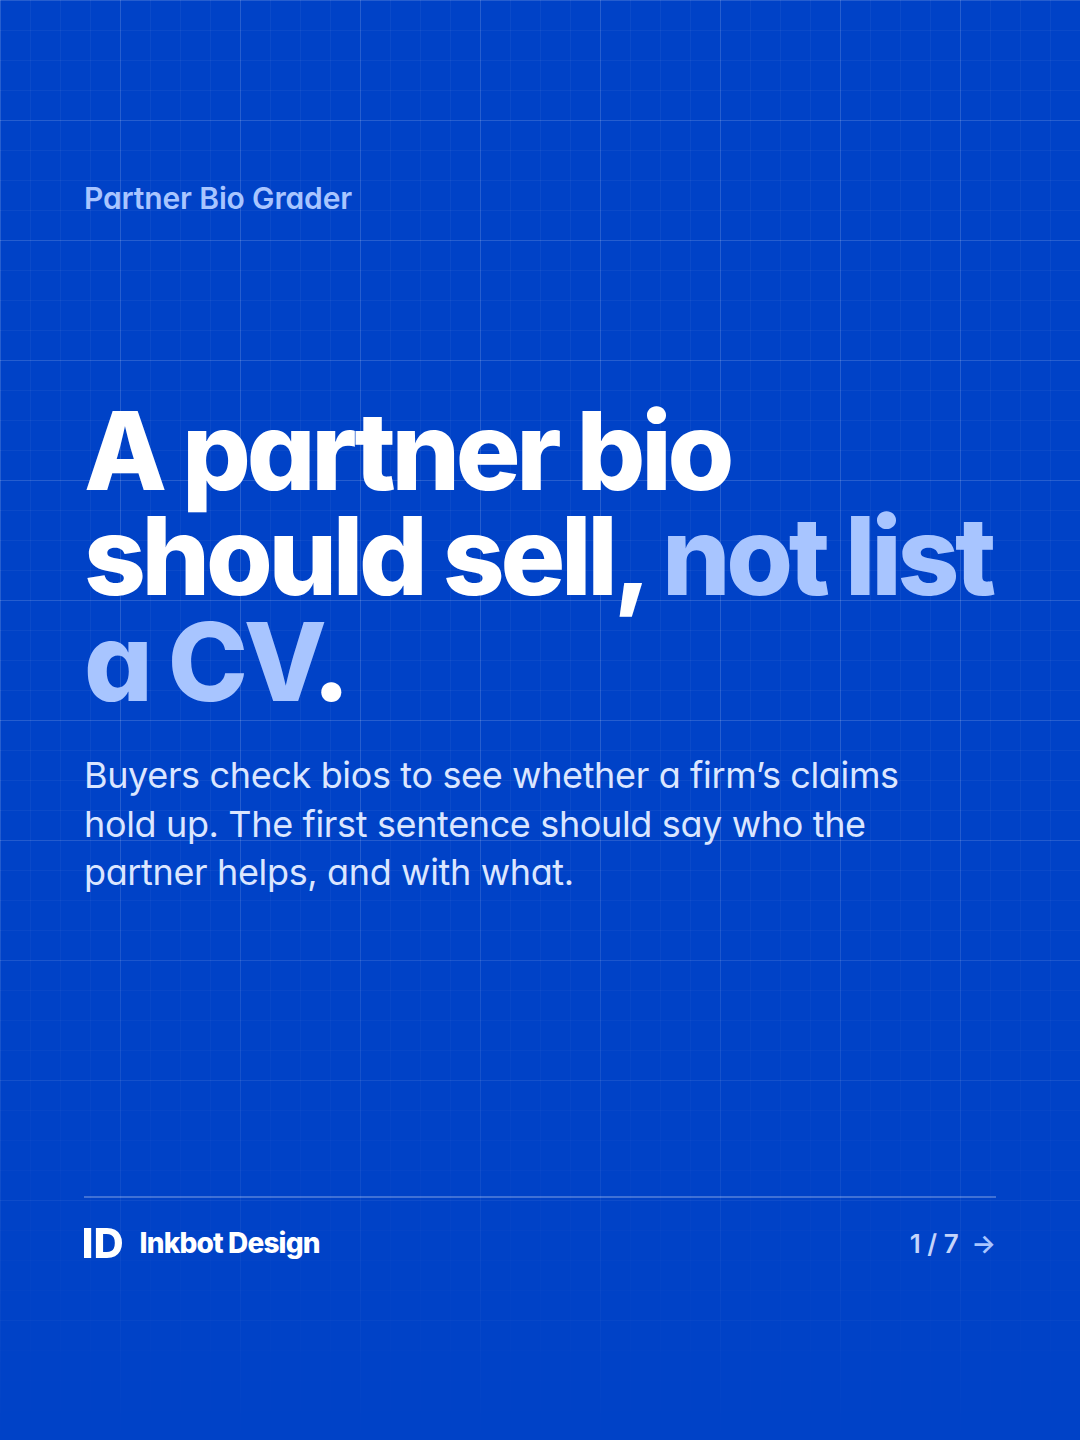 Partner Bio Grader
A partner bio
should sell, not list
a CV.
Buyers check bios to see whether a firm’s claims
hold up. The first sentence should say who the
partner helps, and with what.
ID Inkbot Design
1 / 7 →